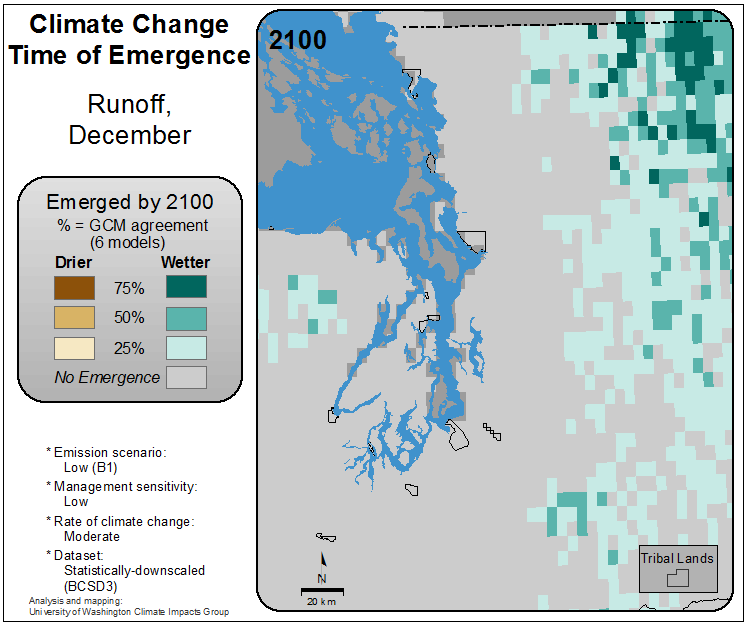 Climate Change
Time of Emergence
Runoff,
December
Emerged by 2100
% = GCM agreement
(6 models)
Drier Wetter
75%
50%
25%
No Emergence
* Emission scenario:
Low (B1)
* Management sensitivity:
Low
* Rate of climate change:
Moderate
* Dataset:
Statistically-downscaled
(BCSD3)
Analysis and mapping:
University of Washington Climate Impacts Group
2100
N
20 km
Tribal Lands